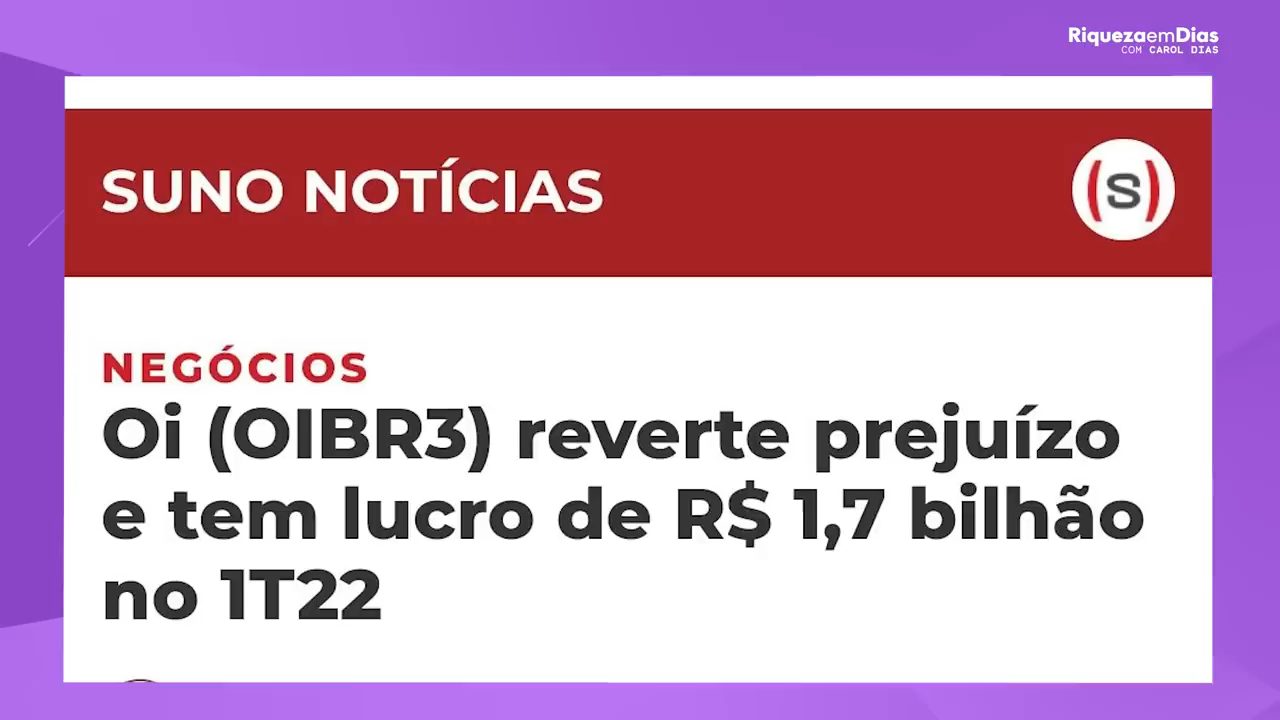 RiquezaemDias
COM CAROL DIAS
SUNO NOTÍCIAS
(S)
NEGÓCIOS
Oi (OIBR3) reverte prejuízo
e tem lucro de R$ 1,7 bilhão
no 1T22